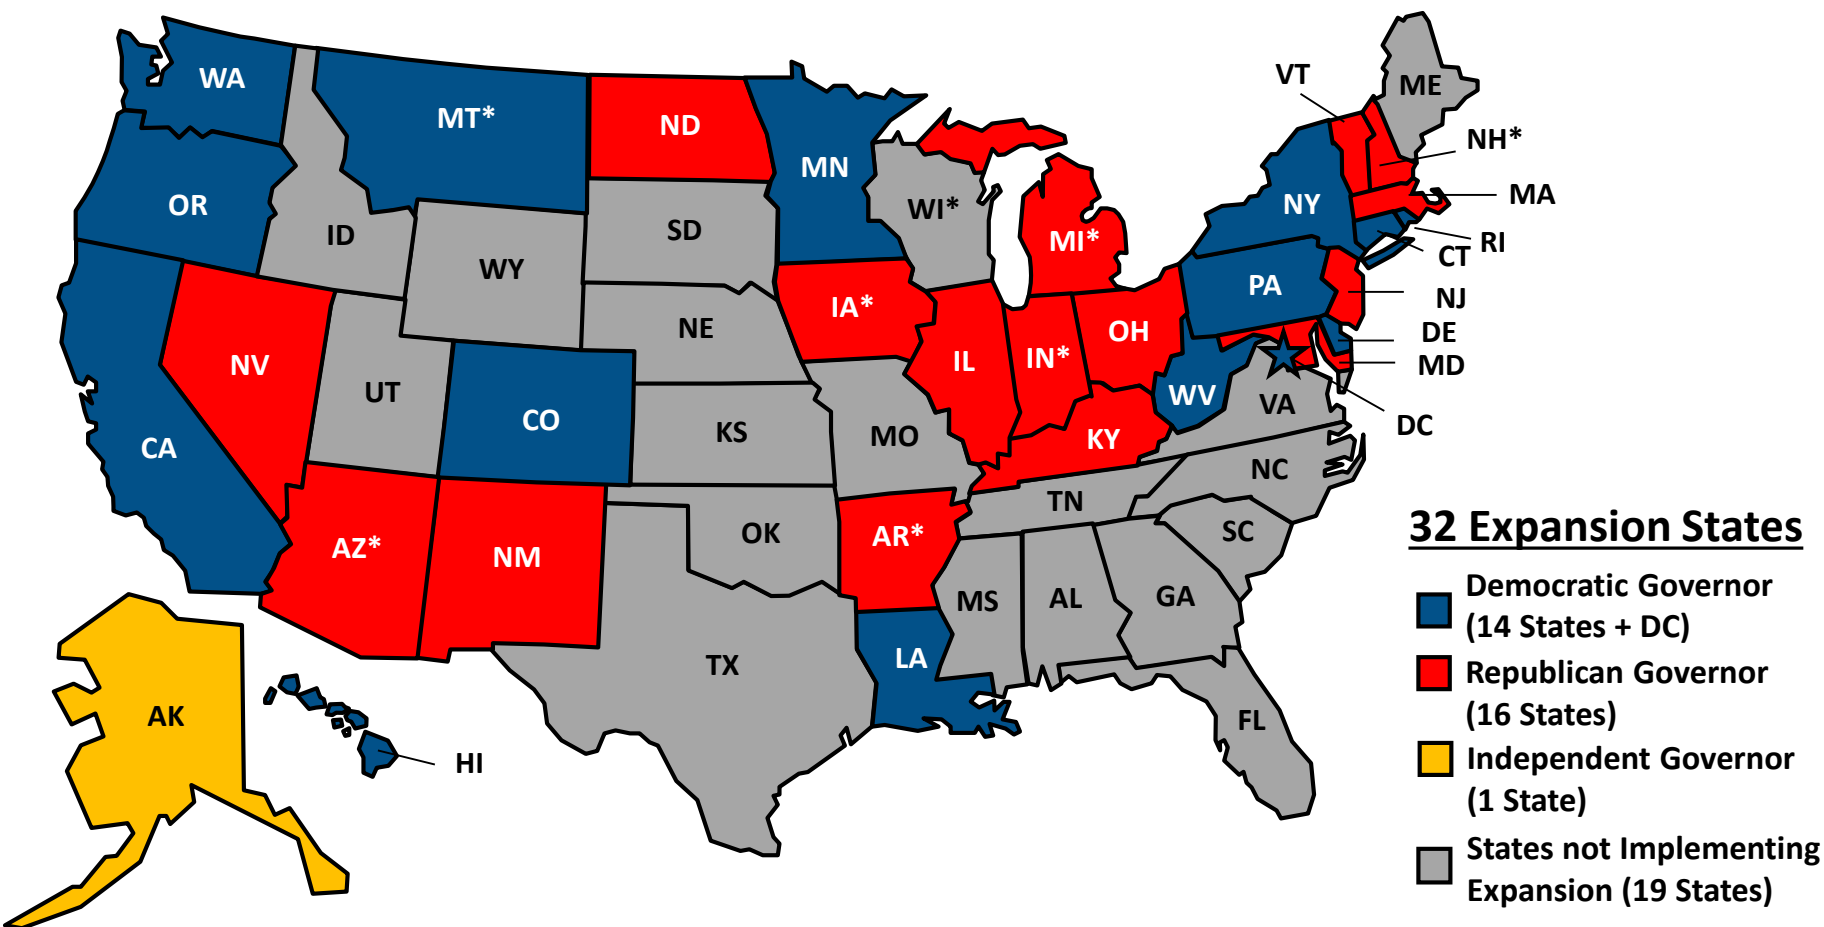 WA
MT*
ND
MN
VT
ME
NH*
OR
ID
SD
WI*
NY
MA
WY
MI*
RI
CT
PA
NJ
NE
IA*
OH
DE
NV
IL
IN*
MD
UT
CO
WV
VA
DC
CA
KS
MO
KY
NC
TN
AZ*
NM
OK
AR*
SC
MS
AL
GA
TX
LA
FL
AK
HI
32 Expansion States
Democratic Governor
(14 States + DC)
Republican Governor
(16 States)
Independent Governor
(1 State)
States not Implementing
Expansion (19 States)